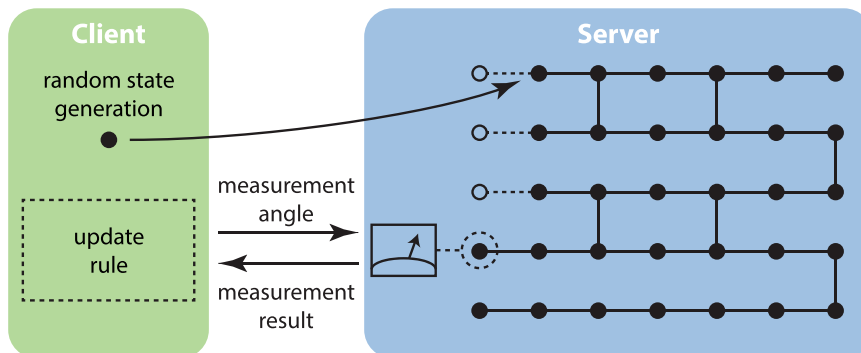 Client
random state
generation
update
rule
measurement
angle
measurement
result
Server